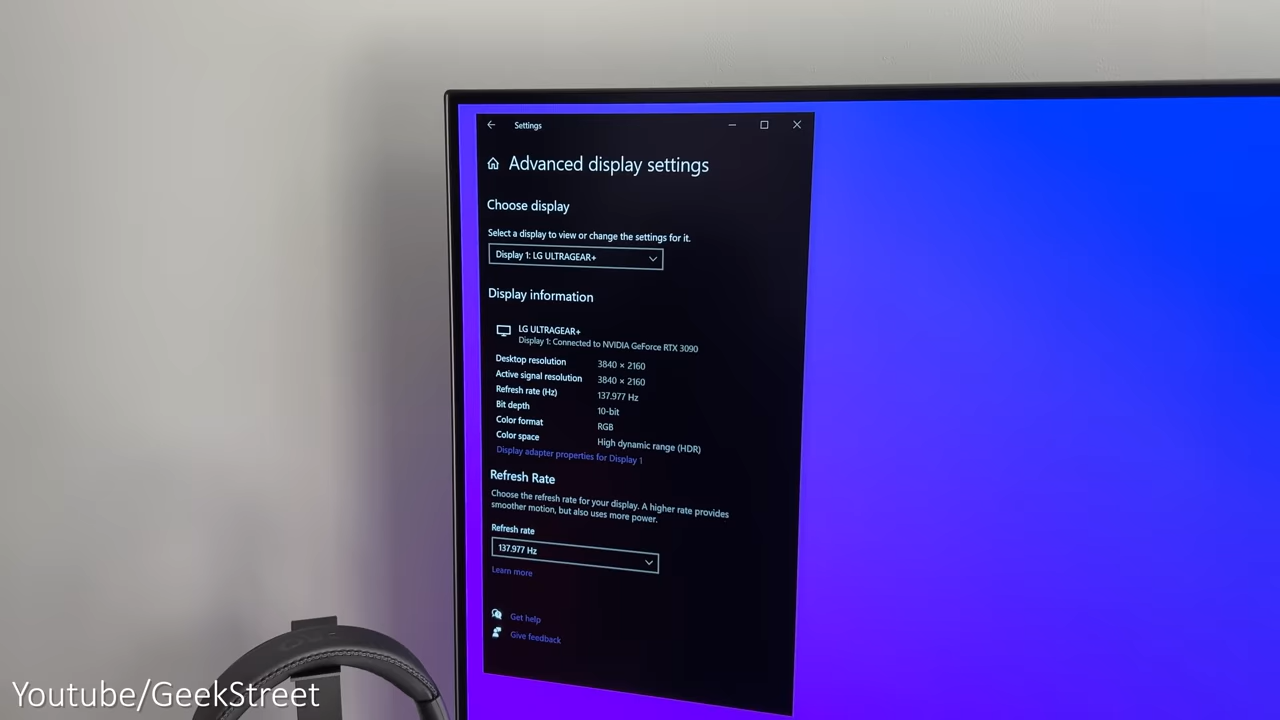 Settings
Advanced display settings
Choose display
Select a display to view or change the settings for it.
Display 1: LG ULTRAGEAR+
Display information
LG ULTRAGEAR+
Display 1: Connected to NVIDIA GeForce RTX 3090
Desktop resolution 3840 × 2160
Active signal resolution 3840 × 2160
Refresh rate (Hz) 137.977 Hz
Bit depth 10-bit
Color format RGB
Color space High dynamic range (HDR)
Display adapter properties for Display 1
Refresh Rate
Choose the refresh rate for your display. A higher rate provides
smoother motion, but also uses more power.
Refresh rate
137.977 Hz
Learn more
Get help
Give feedback
Youtube/GeekStreet